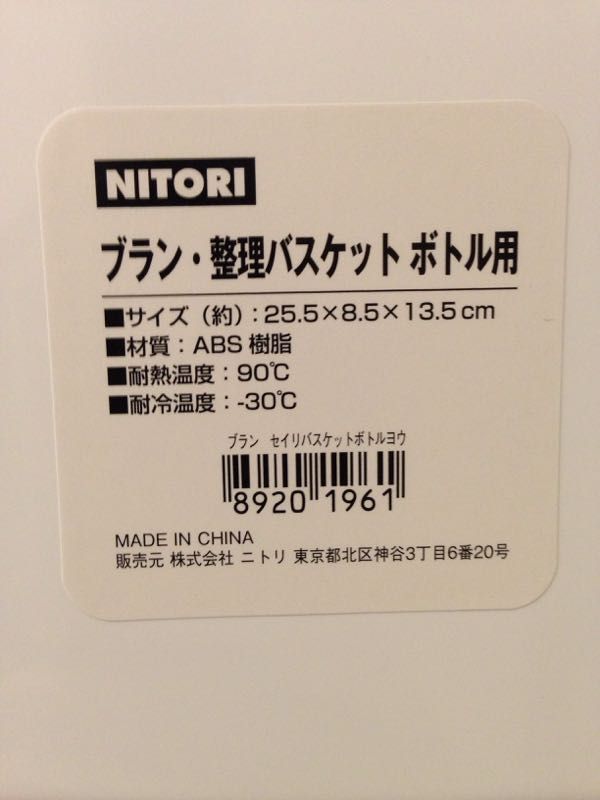 NITORI
ブラン・整理バスケット ボトル用
■サイズ（約）：25.5×8.5×13.5cm
■材質：ABS 樹脂
■耐熱温度：90℃
■耐冷温度：-30℃
ブラン　セイリバスケットボトルヨウ
8920 1961
MADE IN CHINA
販売元 株式会社 ニトリ 東京都北区神谷3丁目6番20号